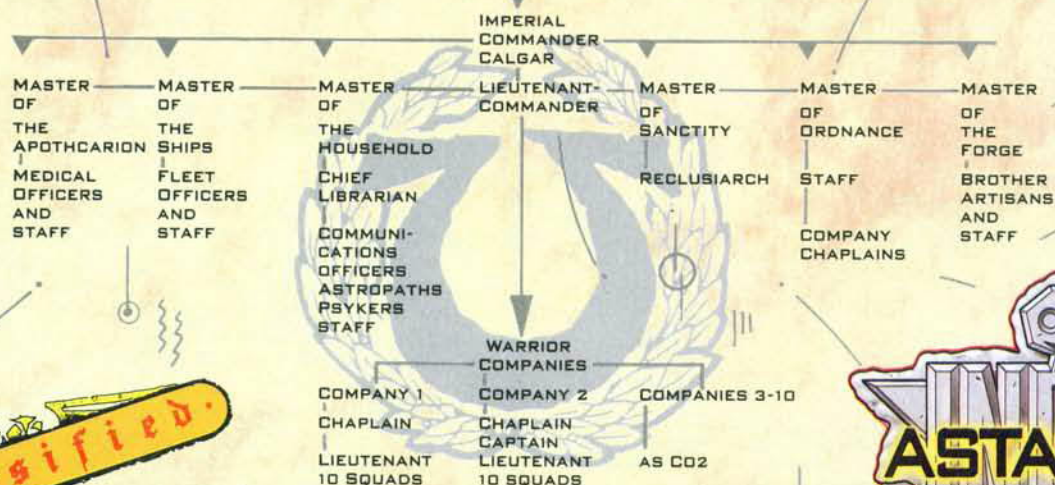 IMPERIAL
COMMANDER
CALGAR
MASTER
OF
THE
APOTHCARION
MEDICAL
OFFICERS
AND
STAFF
MASTER
OF
THE
SHIPS
FLEET
OFFICERS
AND
STAFF
MASTER
OF
THE
HOUSEHOLD
CHIEF
LIBRARIAN
COMMUNI-
CATIONS
OFFICERS
ASTROPATHS
PSYKERS
STAFF
LIEUTENANT-
COMMANDER
MASTER
OF
SANCTITY
RECLUSIARCH
MASTER
OF
ORDNANCE
STAFF
COMPANY
CHAPLAINS
MASTER
OF
THE
FORGE
BROTHER
ARTISANS
AND
STAFF
WARRIOR
COMPANIES
COMPANY 1
CHAPLAIN
LIEUTENANT
10 SQUADS
COMPANY 2
CHAPLAIN
CAPTAIN
LIEUTENANT
10 SQUADS
COMPANIES 3-10
AS CO2
sified.
ASTA